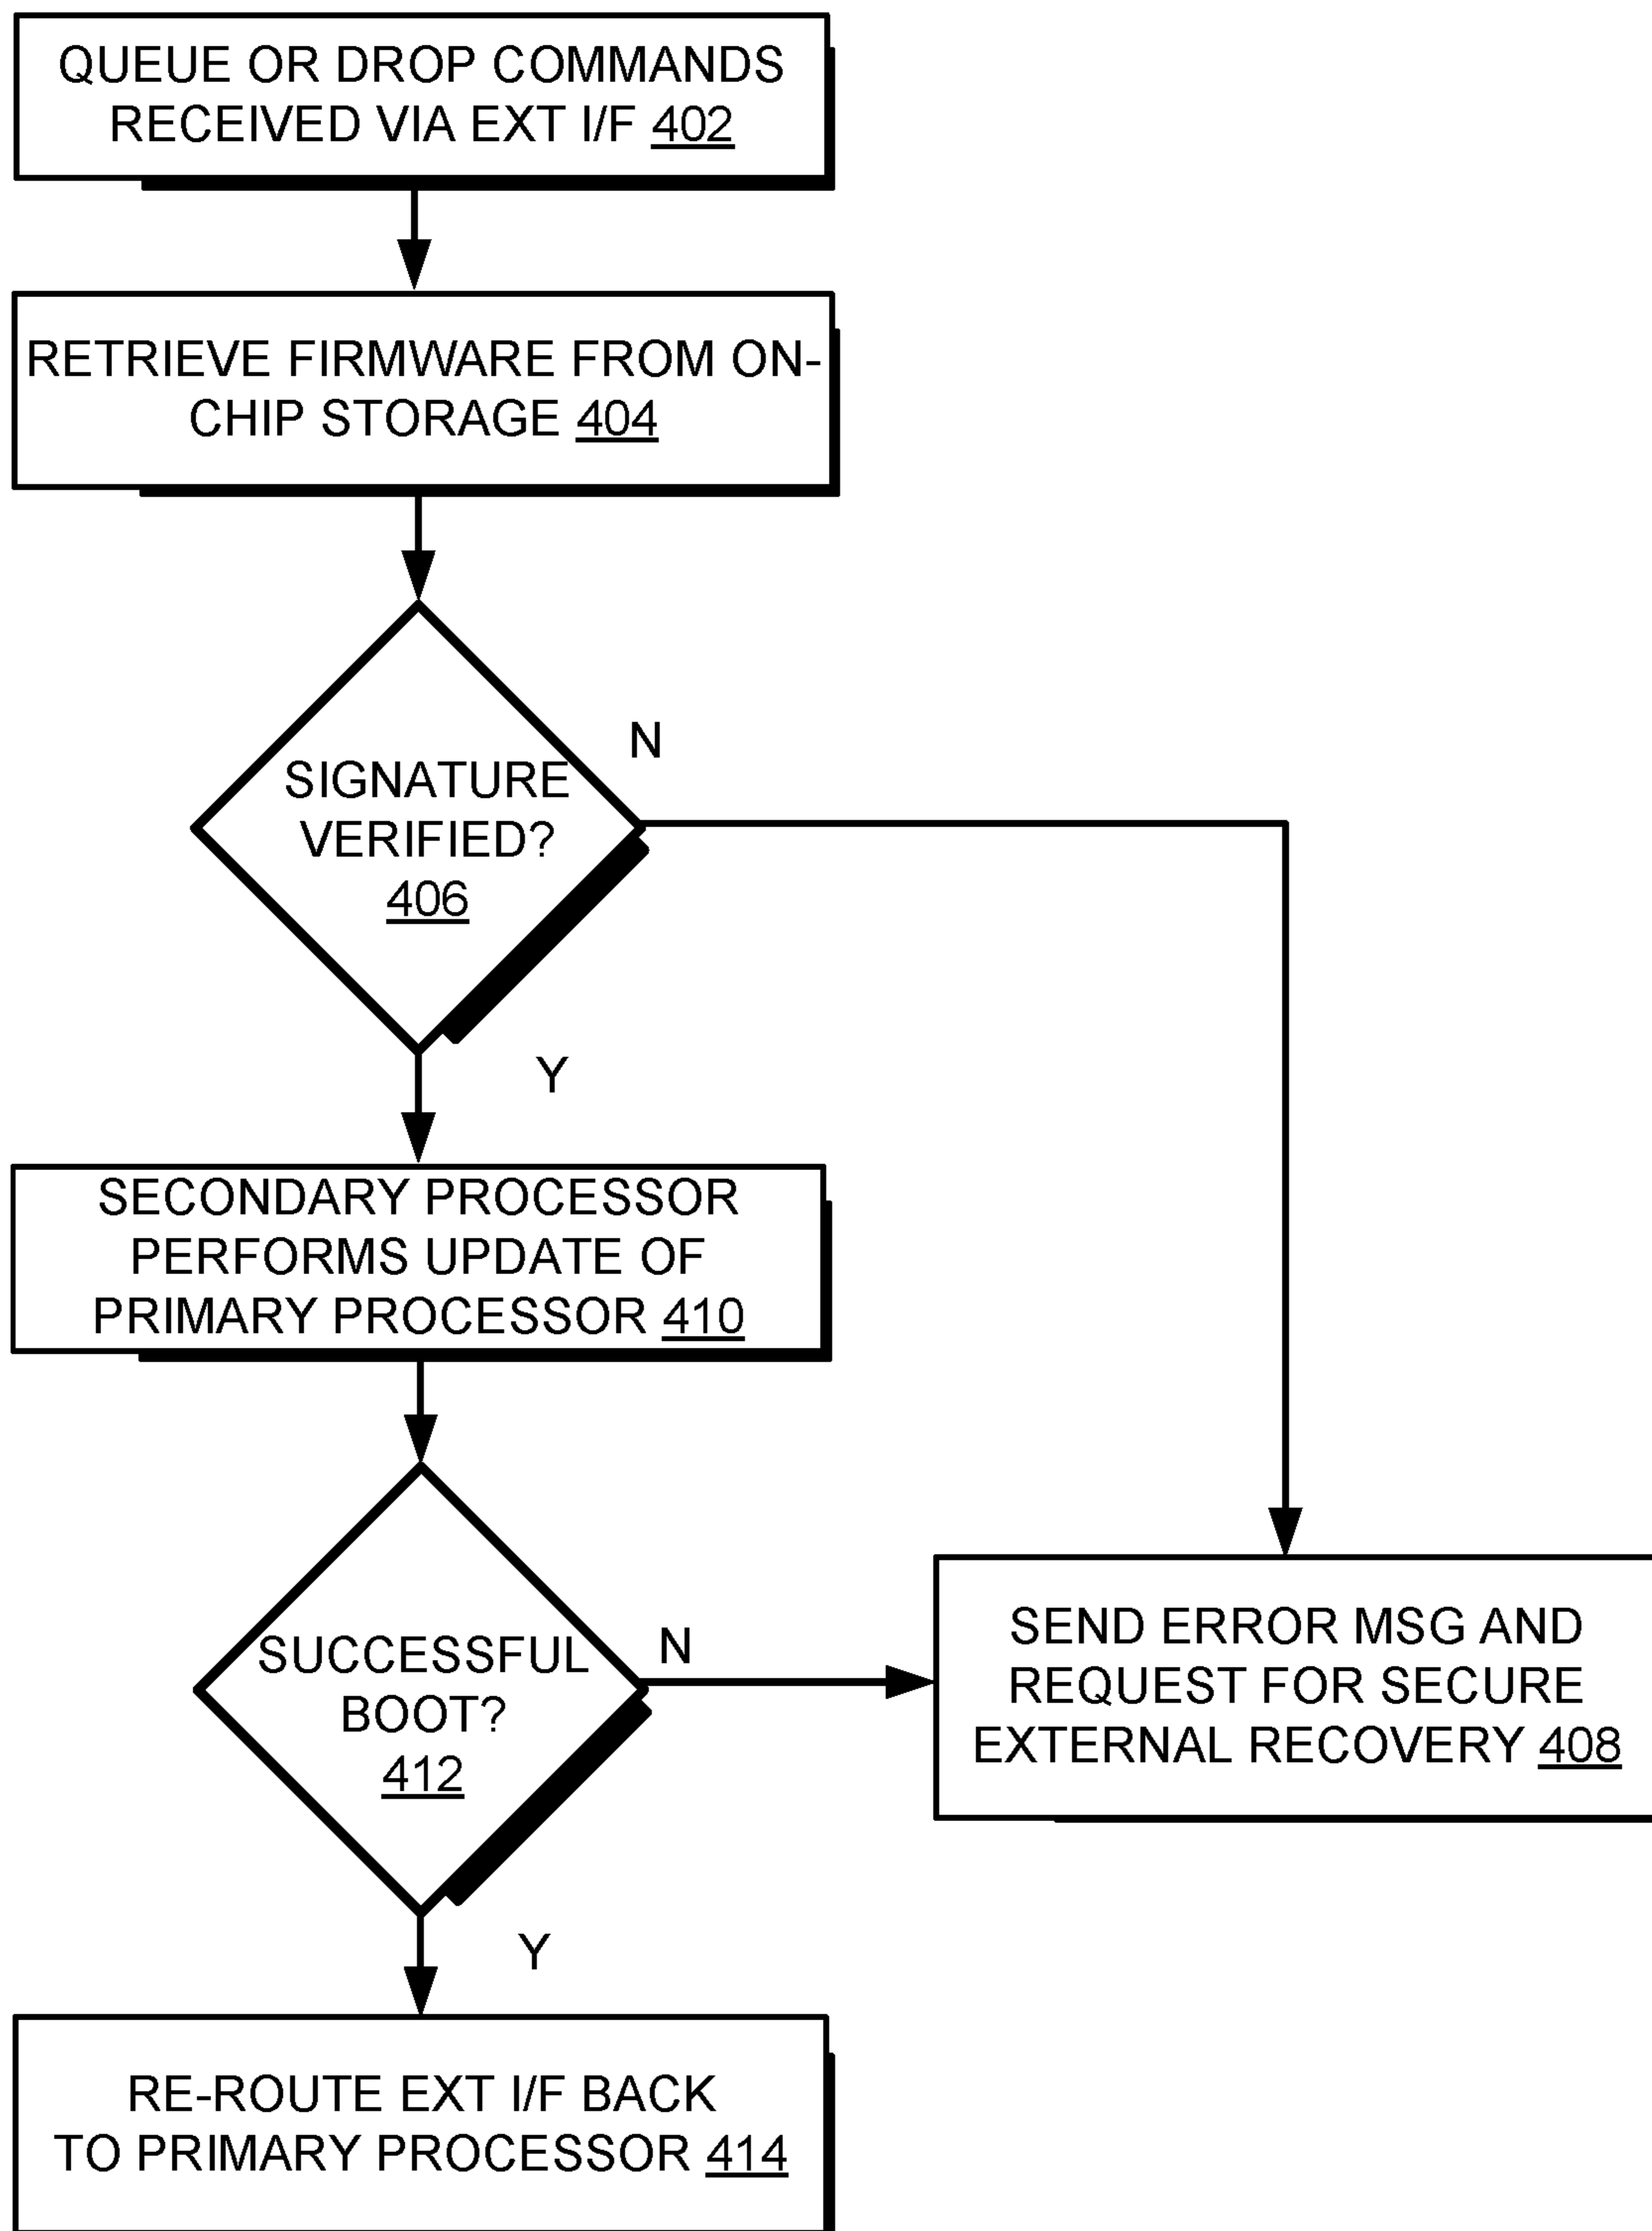 QUEUE OR DROP COMMANDS
RECEIVED VIA EXT I/F 402
RETRIEVE FIRMWARE FROM ON-
CHIP STORAGE 404
SIGNATURE
VERIFIED?
406
N
Y
SECONDARY PROCESSOR
PERFORMS UPDATE OF
PRIMARY PROCESSOR 410
SUCCESSFUL
BOOT?
412
N
SEND ERROR MSG AND
REQUEST FOR SECURE
EXTERNAL RECOVERY 408
Y
RE-ROUTE EXT I/F BACK
TO PRIMARY PROCESSOR 414